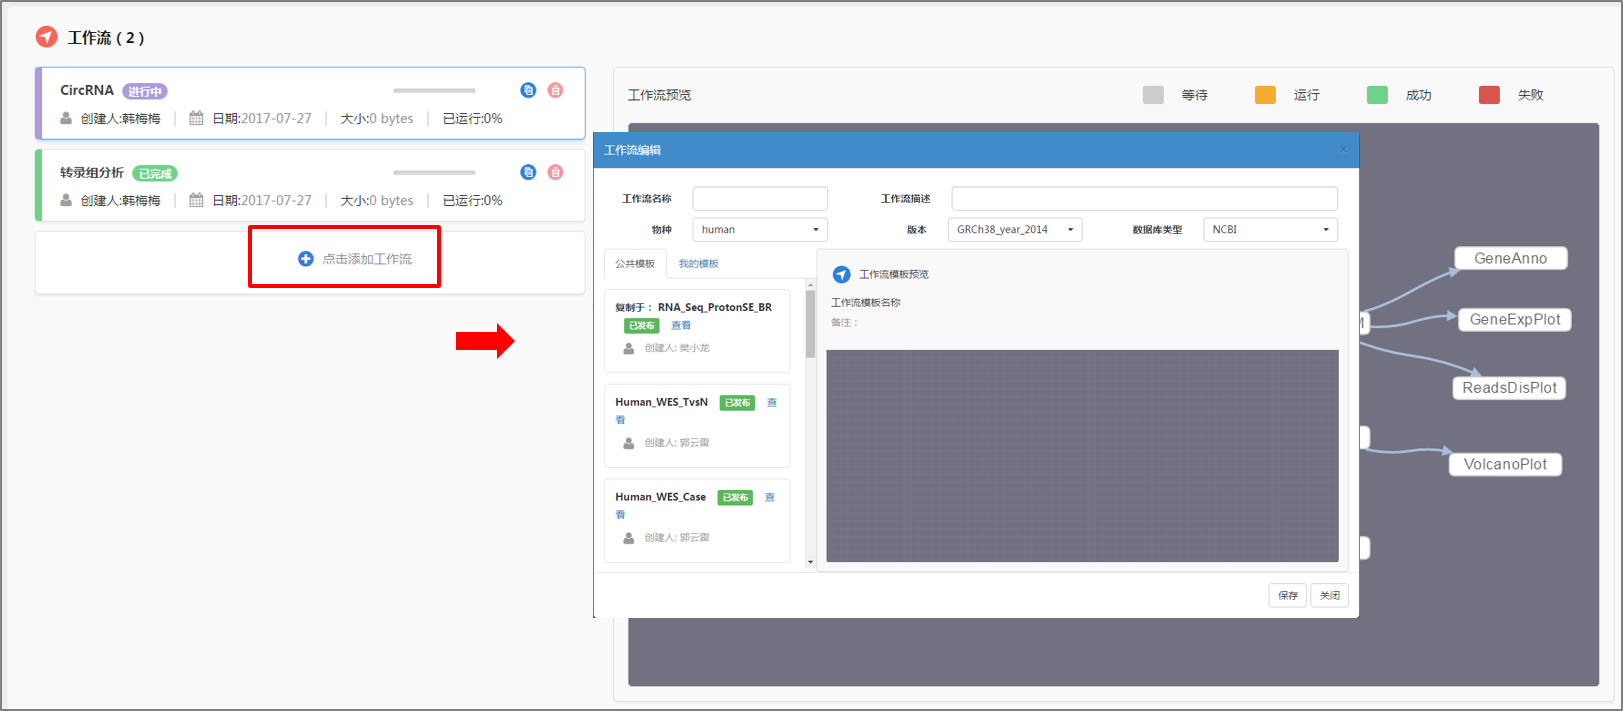 工作流（2）
CircRNA 进行中
创建人:韩梅梅 日期:2017-07-27 大小:0 bytes 已运行:0%
转录组分析 已完成
创建人:韩梅梅 日期:2017-07-27 大小:0 bytes 已运行:0%
点击添加工作流
工作流预览 等待 运行 成功 失败
工作流编辑 ×
工作流名称 工作流描述
物种 human 版本 GRCh38_year_2014 数据库类型 NCBI
公共模板 我的模板
复制于： RNA_Seq_ProtonSE_BR
已发布 查看
创建人: 樊小龙
Human_WES_TvsN 已发布 查
看
创建人: 郭云雷
Human_WES_Case 已发布 查
看
创建人: 郭云雷
工作流模板预览
工作流模板名称
备注：
保存 关闭
GeneAnno
GeneExpPlot
ReadsDisPlot
VolcanoPlot